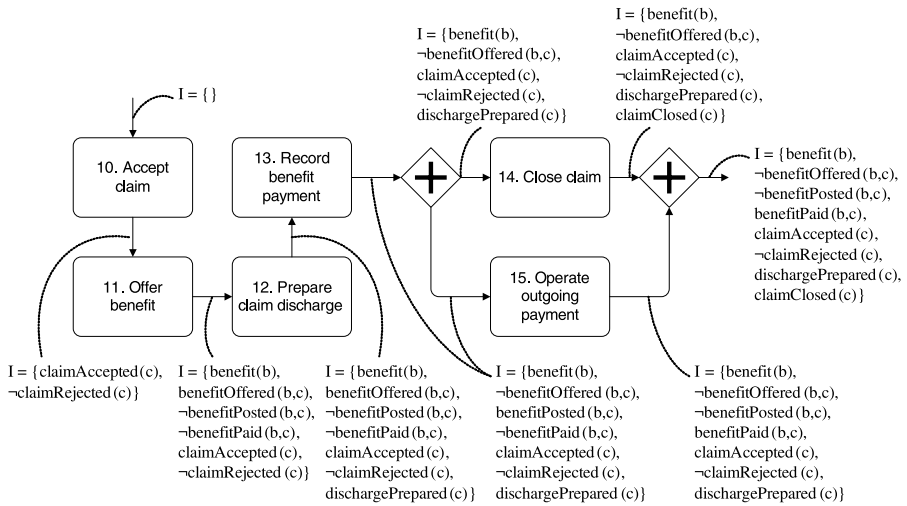 I = {benefit(b),
¬benefitOffered(b,c),
claimAccepted(c),
¬claimRejected(c),
dischargePrepared(c)}
I = {benefit(b),
¬benefitOffered(b,c),
claimAccepted(c),
¬claimRejected(c),
dischargePrepared(c),
claimClosed(c)}
I = { }
10. Accept
claim
13. Record
benefit
payment
14. Close claim
I = {benefit(b),
¬benefitOffered(b,c),
¬benefitPosted(b,c),
benefitPaid(b,c),
claimAccepted(c),
¬claimRejected(c),
dischargePrepared(c),
claimClosed(c)}
11. Offer
benefit
12. Prepare
claim discharge
15. Operate
outgoing
payment
I = {claimAccepted(c),
¬claimRejected(c)}
I = {benefit(b),
benefitOffered(b,c),
¬benefitPosted(b,c),
¬benefitPaid(b,c),
claimAccepted(c),
¬claimRejected(c)}
I = {benefit(b),
benefitOffered(b,c),
¬benefitPosted(b,c),
¬benefitPaid(b,c),
claimAccepted(c),
¬claimRejected(c),
dischargePrepared(c)}
I = {benefit(b),
¬benefitOffered(b,c),
benefitPosted(b,c),
¬benefitPaid(b,c),
claimAccepted(c),
¬claimRejected(c),
dischargePrepared(c)}
I = {benefit(b),
¬benefitOffered(b,c),
¬benefitPosted(b,c),
benefitPaid(b,c),
claimAccepted(c),
¬claimRejected(c),
dischargePrepared(c)}